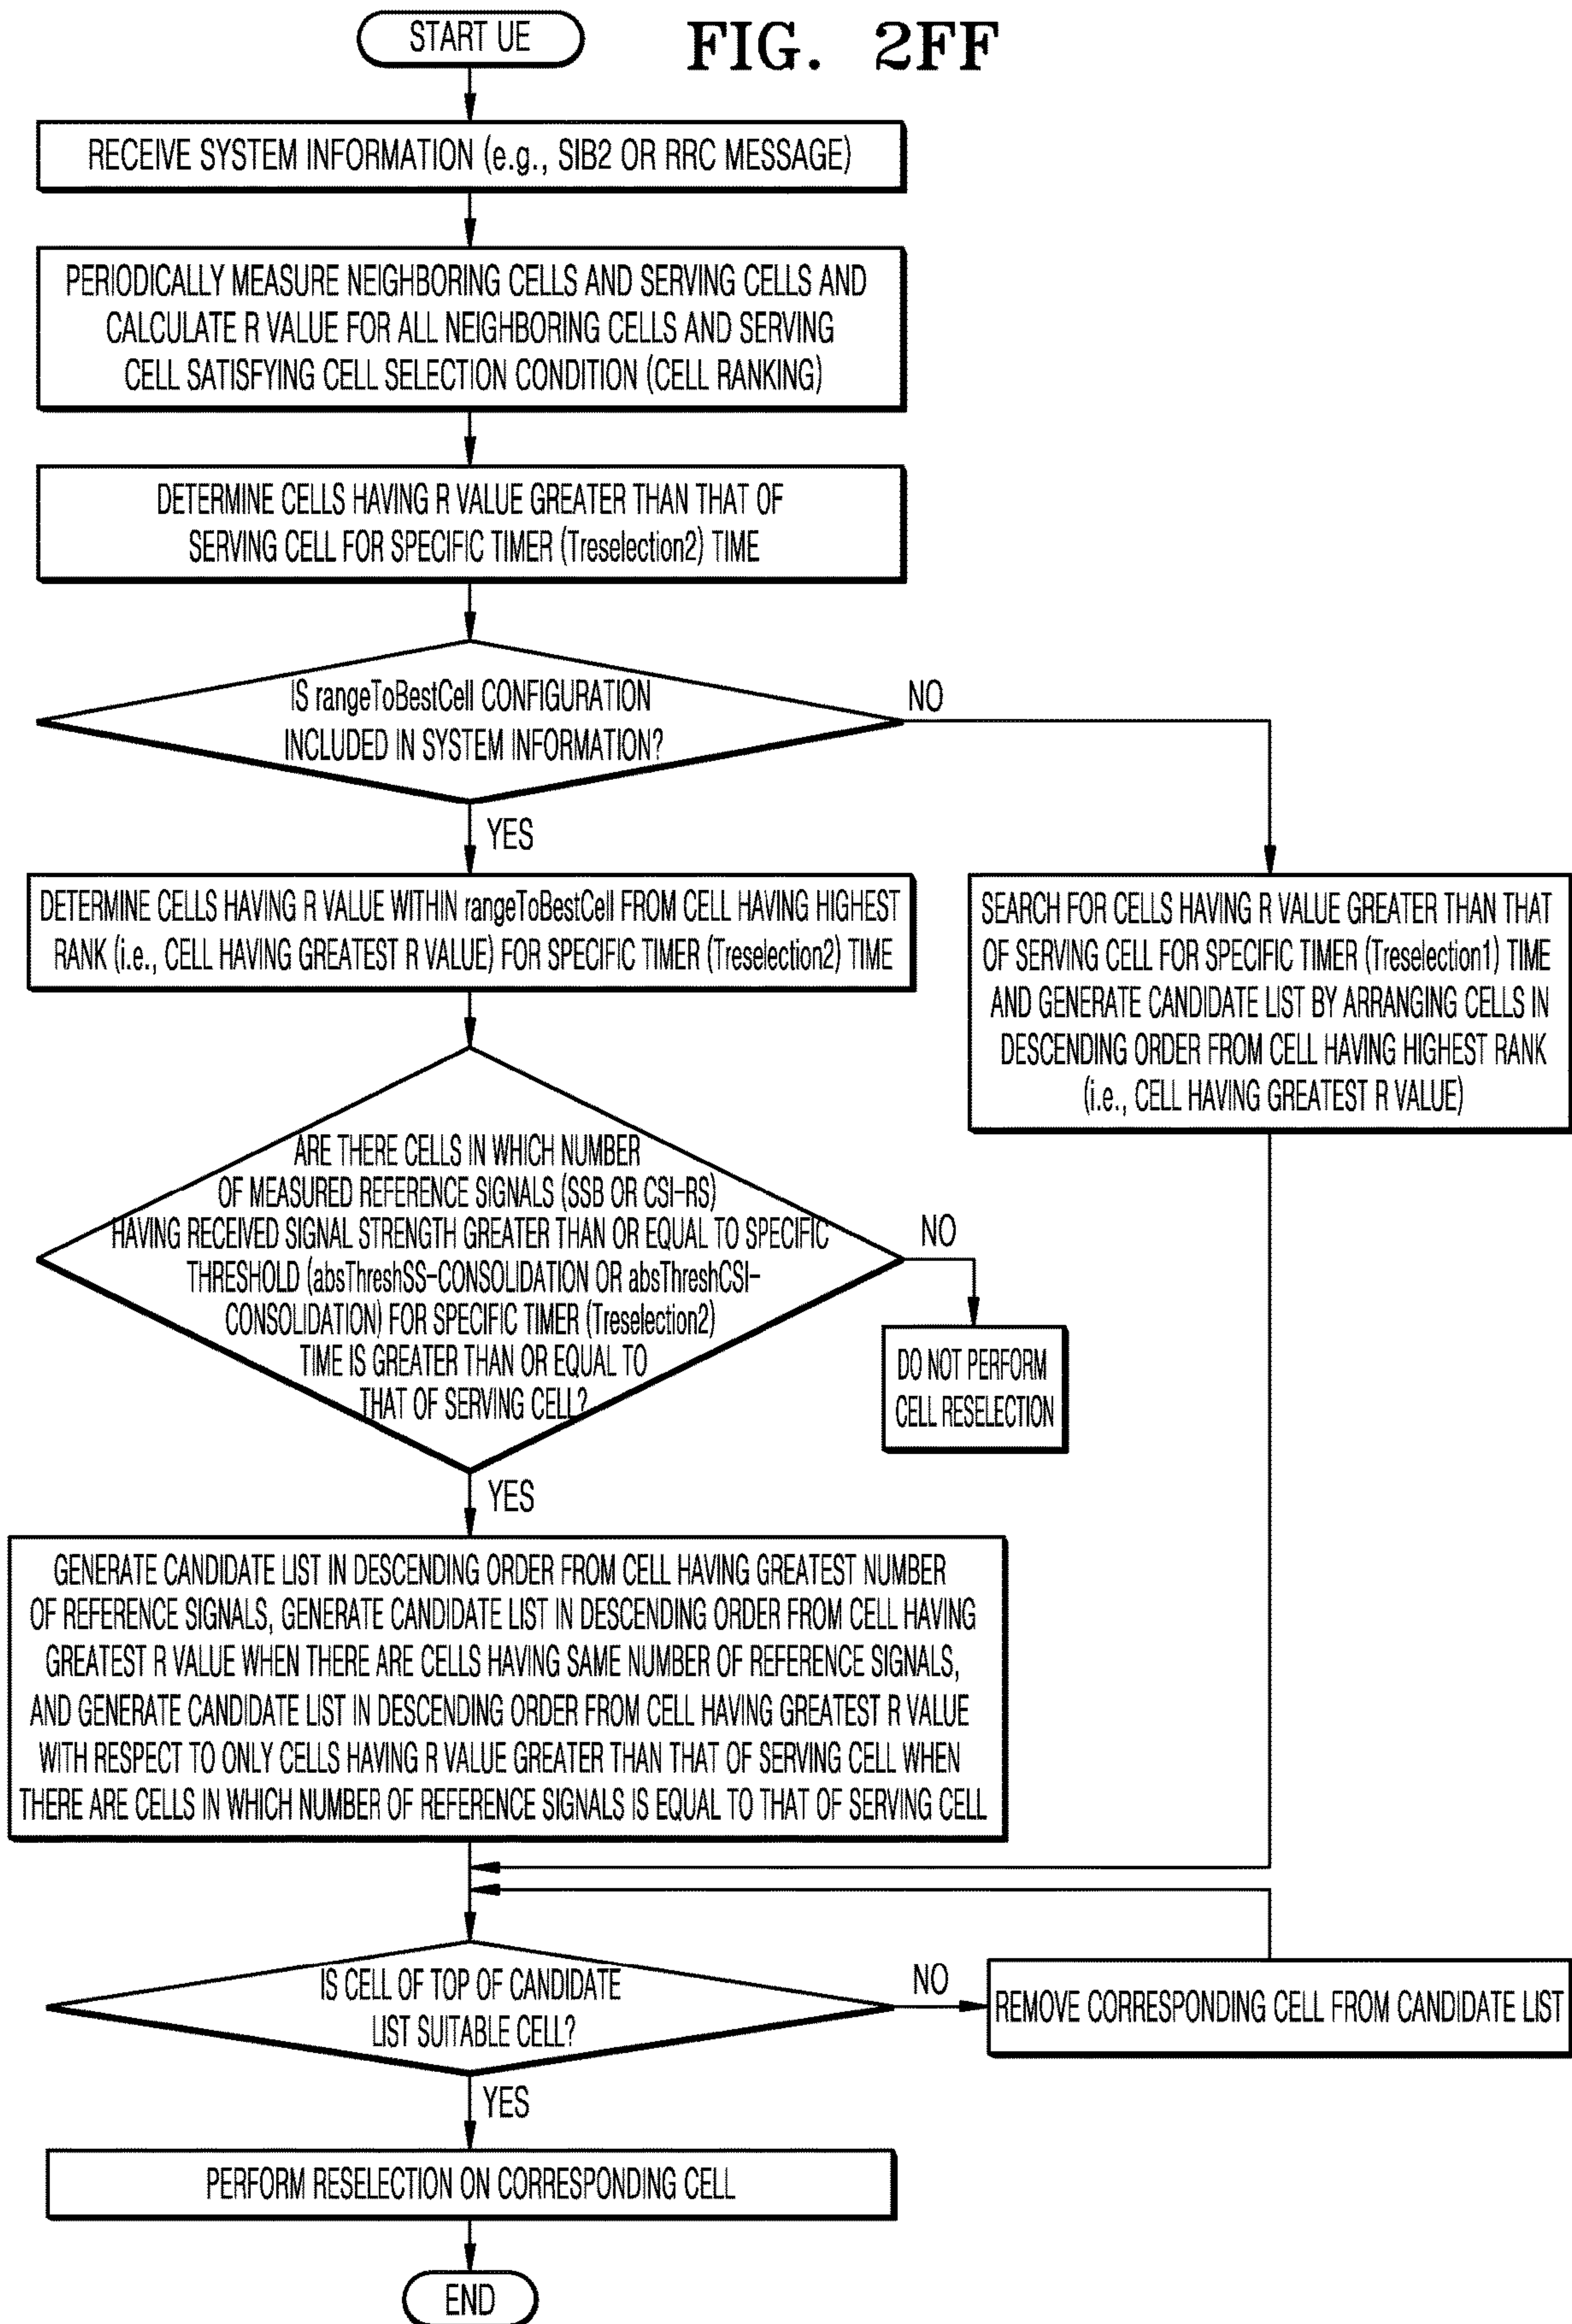 FIG. 2FF
START UE
RECEIVE SYSTEM INFORMATION (e.g., SIB2 OR RRC MESSAGE)
PERIODICALLY MEASURE NEIGHBORING CELLS AND SERVING CELLS AND
CALCULATE R VALUE FOR ALL NEIGHBORING CELLS AND SERVING
CELL SATISFYING CELL SELECTION CONDITION (CELL RANKING)
DETERMINE CELLS HAVING R VALUE GREATER THAN THAT OF
SERVING CELL FOR SPECIFIC TIMER (Treselection2) TIME
IS rangeToBestCell CONFIGURATION
INCLUDED IN SYSTEM INFORMATION?
NO
YES
DETERMINE CELLS HAVING R VALUE WITHIN rangeToBestCell FROM CELL HAVING HIGHEST
RANK (i.e., CELL HAVING GREATEST R VALUE) FOR SPECIFIC TIMER (Treselection2) TIME
SEARCH FOR CELLS HAVING R VALUE GREATER THAN THAT
OF SERVING CELL FOR SPECIFIC TIMER (Treselection1) TIME
AND GENERATE CANDIDATE LIST BY ARRANGING CELLS IN
DESCENDING ORDER FROM CELL HAVING HIGHEST RANK
(i.e., CELL HAVING GREATEST R VALUE)
ARE THERE CELLS IN WHICH NUMBER
OF MEASURED REFERENCE SIGNALS (SSB OR CSI-RS)
HAVING RECEIVED SIGNAL STRENGTH GREATER THAN OR EQUAL TO SPECIFIC
THRESHOLD (absThreshSS-CONSOLIDATION OR absThreshCSI-
CONSOLIDATION) FOR SPECIFIC TIMER (Treselection2)
TIME IS GREATER THAN OR EQUAL TO
THAT OF SERVING CELL?
NO
DO NOT PERFORM
CELL RESELECTION
YES
GENERATE CANDIDATE LIST IN DESCENDING ORDER FROM CELL HAVING GREATEST NUMBER
OF REFERENCE SIGNALS, GENERATE CANDIDATE LIST IN DESCENDING ORDER FROM CELL HAVING
GREATEST R VALUE WHEN THERE ARE CELLS HAVING SAME NUMBER OF REFERENCE SIGNALS,
AND GENERATE CANDIDATE LIST IN DESCENDING ORDER FROM CELL HAVING GREATEST R VALUE
WITH RESPECT TO ONLY CELLS HAVING R VALUE GREATER THAN THAT OF SERVING CELL WHEN
THERE ARE CELLS IN WHICH NUMBER OF REFERENCE SIGNALS IS EQUAL TO THAT OF SERVING CELL
IS CELL OF TOP OF CANDIDATE
LIST SUITABLE CELL?
NO
REMOVE CORRESPONDING CELL FROM CANDIDATE LIST
YES
PERFORM RESELECTION ON CORRESPONDING CELL
END